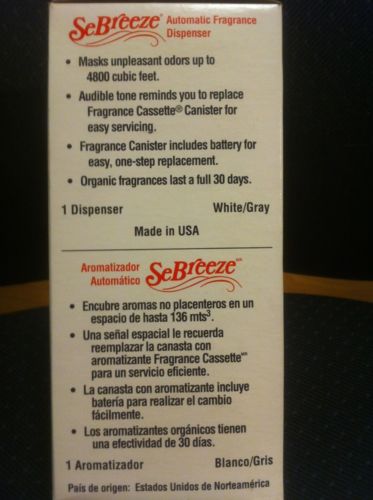 SeBreeze® Automatic Fragrance
Dispenser
• Masks unpleasant odors up to
4800 cubic feet.
• Audible tone reminds you to replace
Fragrance Cassette® Canister for
easy servicing.
• Fragrance Canister includes battery for
easy, one-step replacement.
• Organic fragrances last a full 30 days.
1 Dispenser White/Gray
Made in USA
Aromatizador
Automático SeBreeze
• Encubre aromas no placenteros en un
espacio de hasta 136 mts³.
• Una señal espacial le recuerda
reemplazar la canasta con
aromatizante Fragrance Cassette
para un servicio eficiente.
• La canasta con aromatizante incluye
batería para realizar el cambio
fácilmente.
• Los aromatizantes orgánicos tienen
una efectividad de 30 días.
1 Aromatizador Blanco/Gris
País de origen: Estados Unidos de Norteamérica